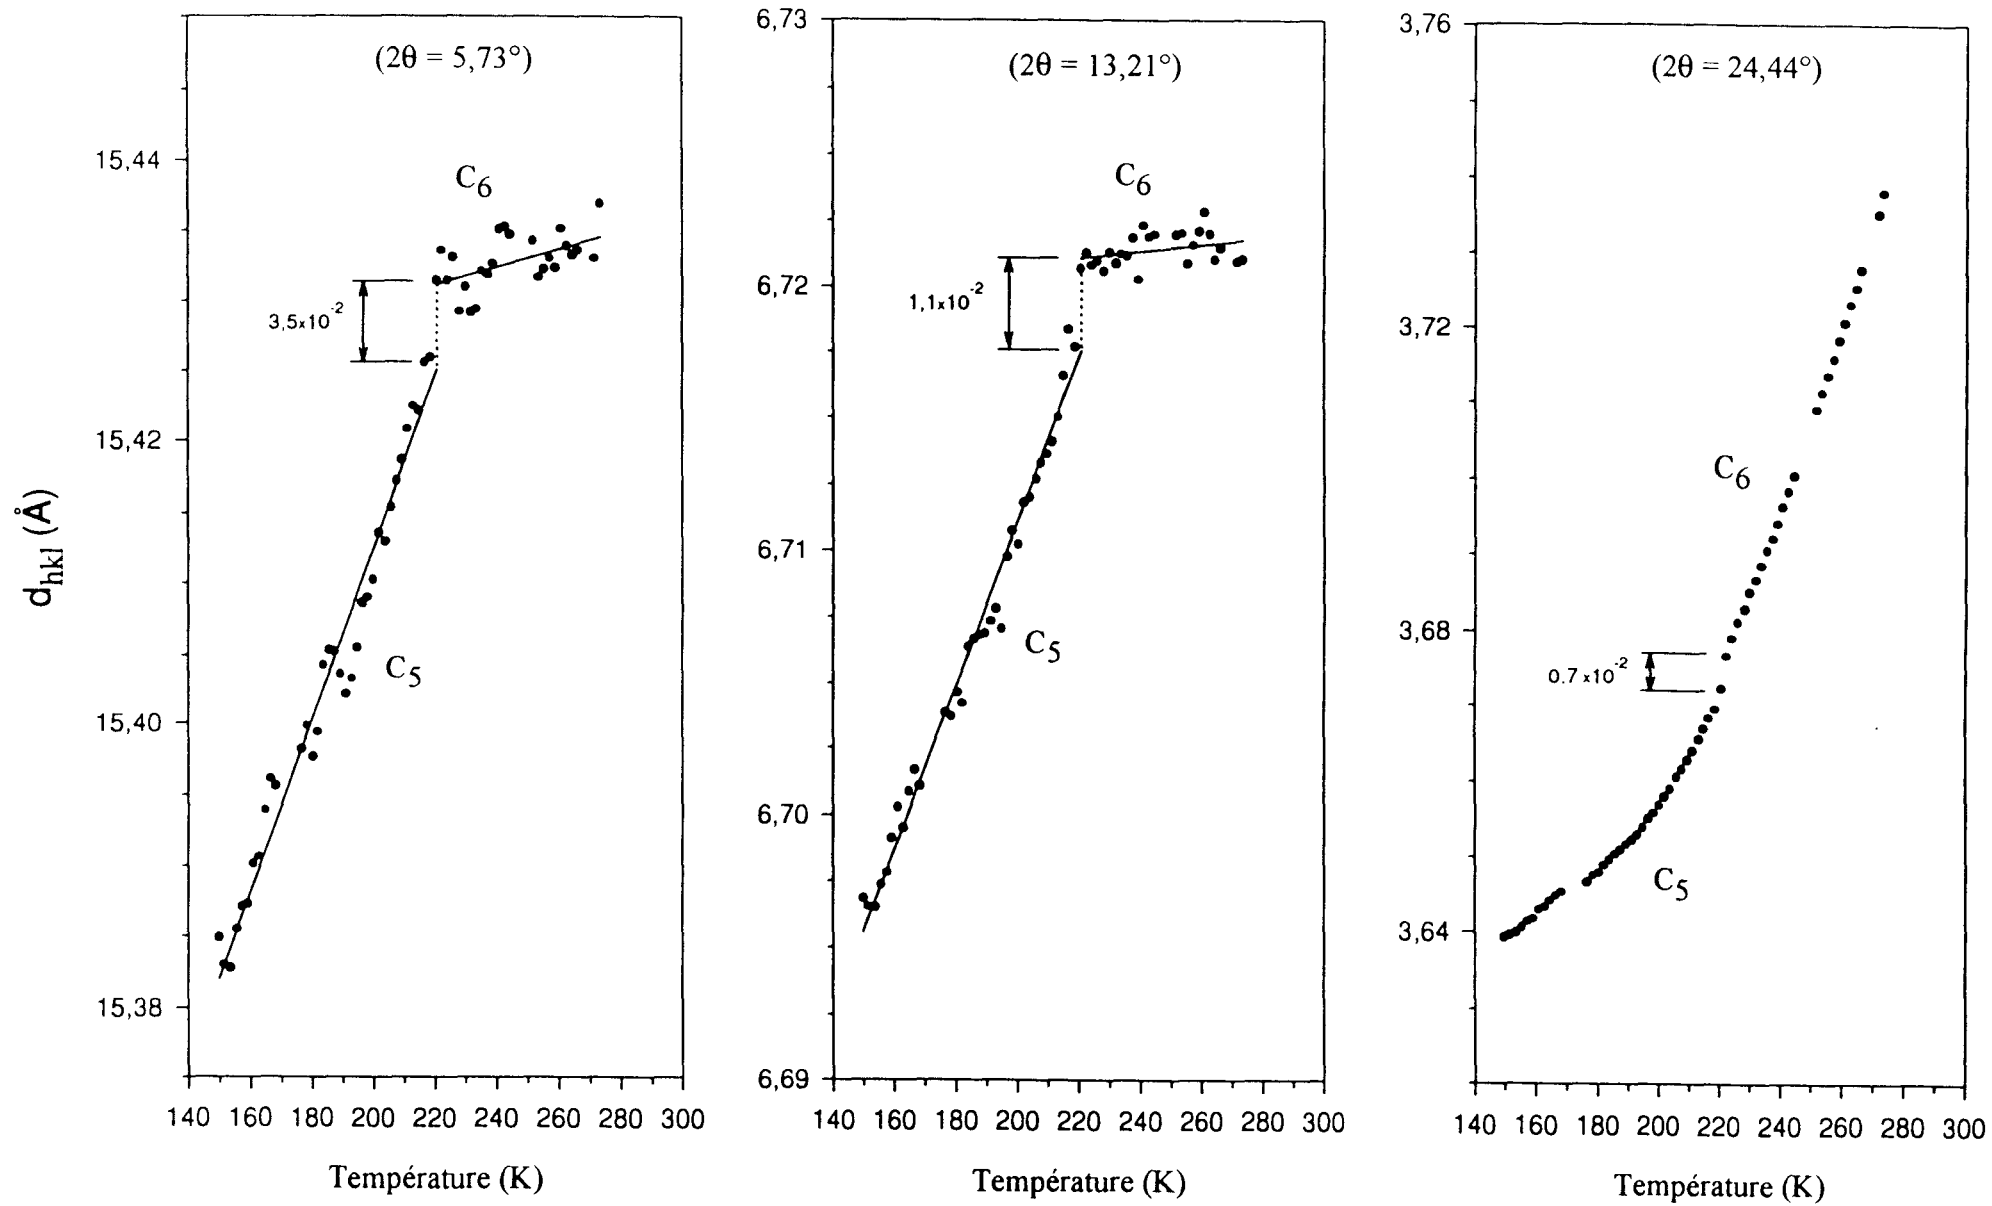 d_hkl (Å)
(2θ = 5,73°)
15,44
15,42
15,40
15,38
C6
3,5x10^-2
C5
140 160 180 200 220 240 260 280 300
Température (K)
(2θ = 13,21°)
6,73
6,72
6,71
6,70
6,69
C6
1,1x10^-2
C5
140 160 180 200 220 240 260 280 300
Température (K)
(2θ = 24,44°)
3,76
3,72
3,68
3,64
C6
0.7x10^-2
C5
140 160 180 200 220 240 260 280 300
Température (K)